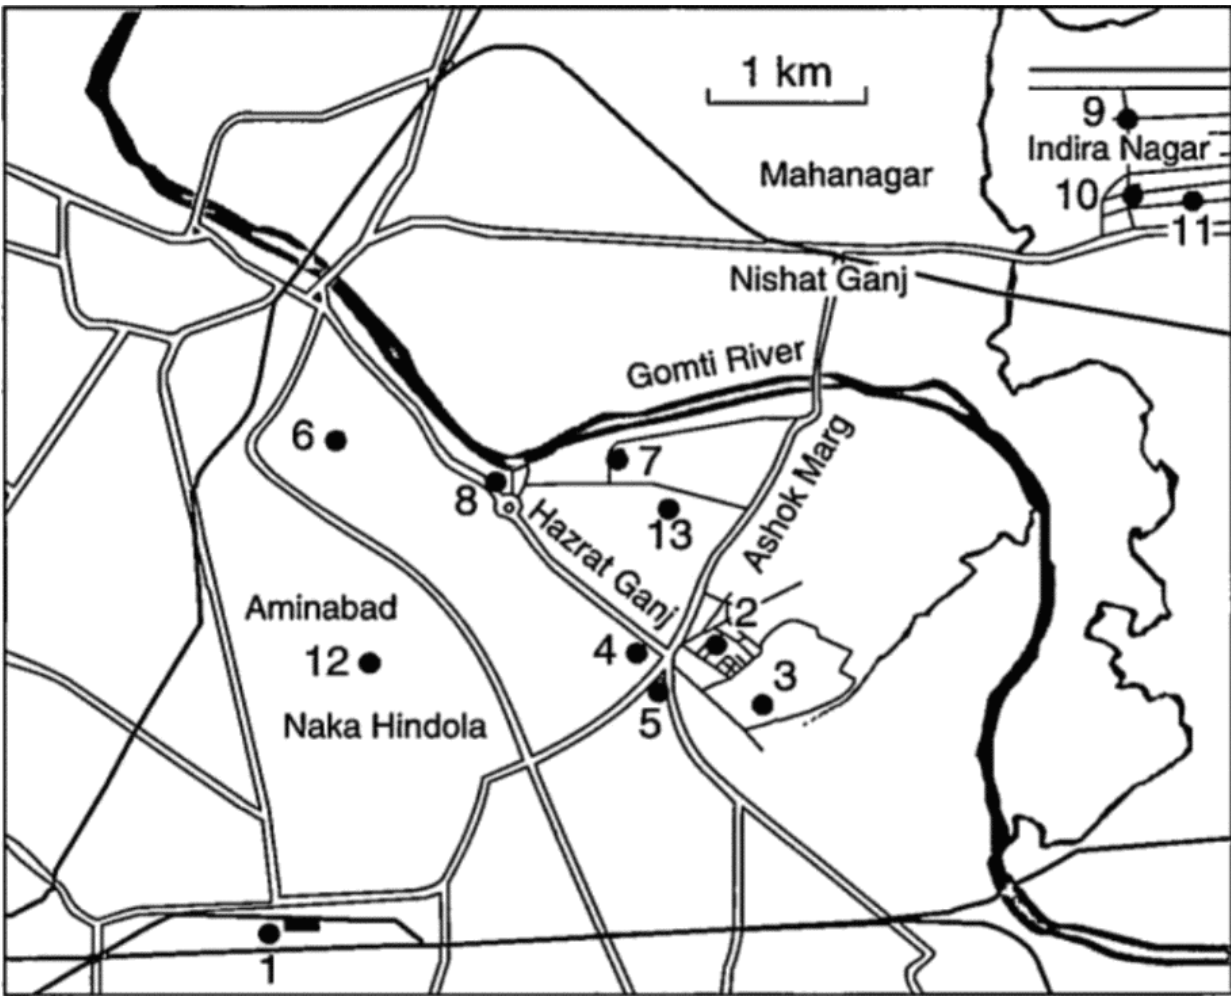 1 km
9
Indira Nagar
Mahanagar
10
11
Nishat Ganj
Gomti River
6
7
Ashok Marg
8
13
Hazrat Ganj
Aminabad
2
4
12
3
Naka Hindola
5
1